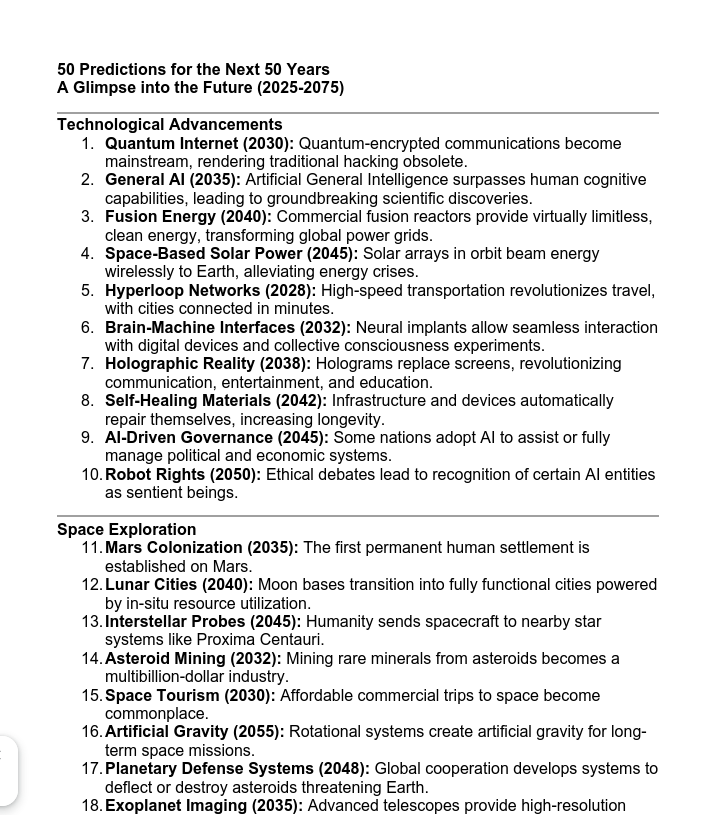 50 Predictions for the Next 50 Years
A Glimpse into the Future (2025-2075)
Technological Advancements
1. Quantum Internet (2030): Quantum-encrypted communications become
mainstream, rendering traditional hacking obsolete.
2. General AI (2035): Artificial General Intelligence surpasses human cognitive
capabilities, leading to groundbreaking scientific discoveries.
3. Fusion Energy (2040): Commercial fusion reactors provide virtually limitless,
clean energy, transforming global power grids.
4. Space-Based Solar Power (2045): Solar arrays in orbit beam energy
wirelessly to Earth, alleviating energy crises.
5. Hyperloop Networks (2028): High-speed transportation revolutionizes travel,
with cities connected in minutes.
6. Brain-Machine Interfaces (2032): Neural implants allow seamless interaction
with digital devices and collective consciousness experiments.
7. Holographic Reality (2038): Holograms replace screens, revolutionizing
communication, entertainment, and education.
8. Self-Healing Materials (2042): Infrastructure and devices automatically
repair themselves, increasing longevity.
9. AI-Driven Governance (2045): Some nations adopt AI to assist or fully
manage political and economic systems.
10. Robot Rights (2050): Ethical debates lead to recognition of certain AI entities
as sentient beings.
Space Exploration
11. Mars Colonization (2035): The first permanent human settlement is
established on Mars.
12. Lunar Cities (2040): Moon bases transition into fully functional cities powered
by in-situ resource utilization.
13. Interstellar Probes (2045): Humanity sends spacecraft to nearby star
systems like Proxima Centauri.
14. Asteroid Mining (2032): Mining rare minerals from asteroids becomes a
multibillion-dollar industry.
15. Space Tourism (2030): Affordable commercial trips to space become
commonplace.
16. Artificial Gravity (2055): Rotational systems create artificial gravity for long-
term space missions.
17. Planetary Defense Systems (2048): Global cooperation develops systems to
deflect or destroy asteroids threatening Earth.
18. Exoplanet Imaging (2035): Advanced telescopes provide high-resolution